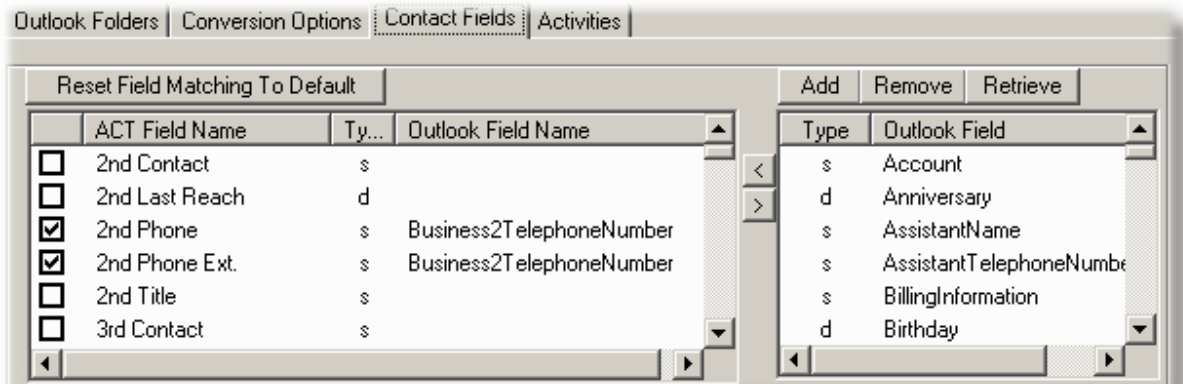 Outlook Folders Conversion Options Contact Fields Activities
Reset Field Matching To Default Add Remove Retrieve
ACT Field Name Ty... Outlook Field Name Type Outlook Field
2nd Contact s < s Account
2nd Last Reach d > d Anniversary
2nd Phone s Business2TelephoneNumber s AssistantName
2nd Phone Ext. s Business2TelephoneNumber s AssistantTelephoneNumbe
2nd Title s s BillingInformation
3rd Contact s d Birthday